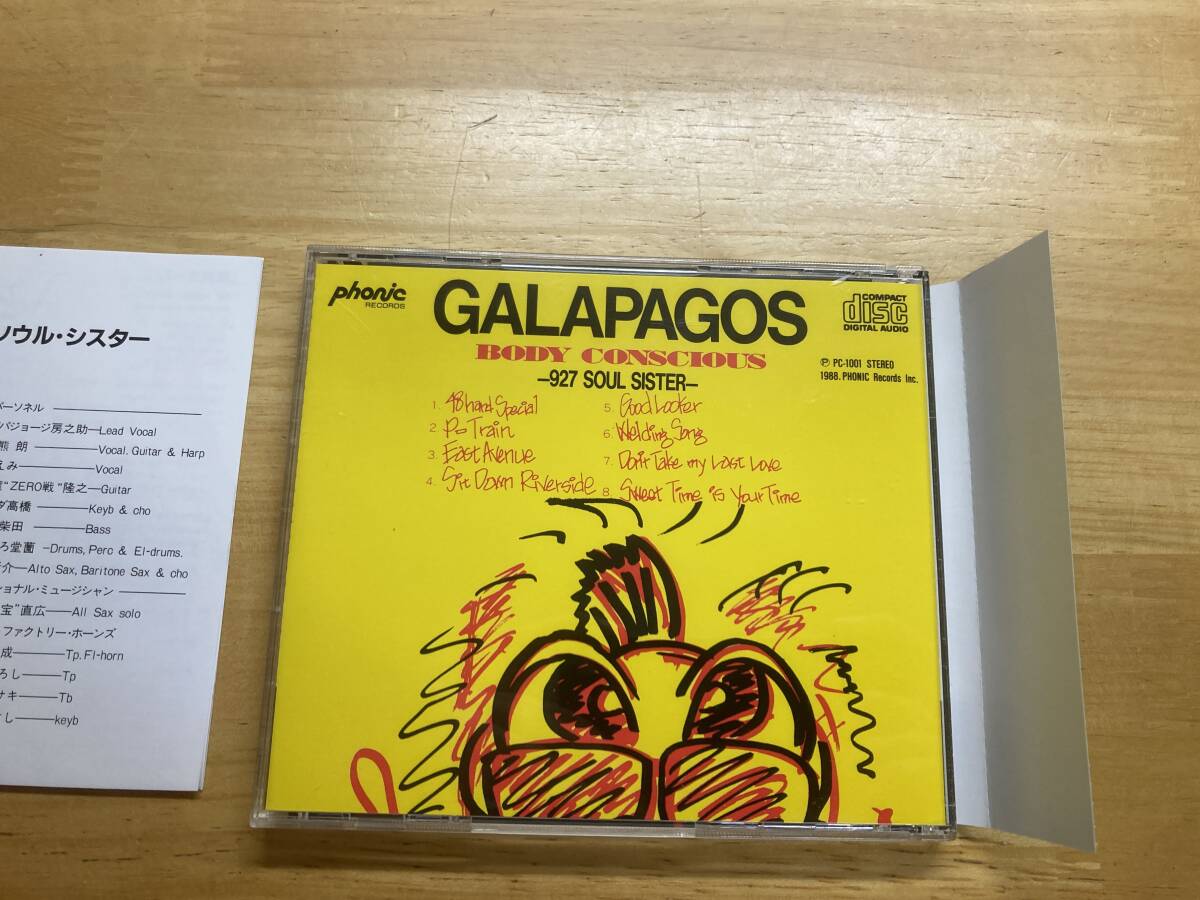 ソウル・シスター
パーソネル
バジョージ房之助—Lead Vocal
熊 朗 —Vocal. Guitar & Harp
えみ—Vocal
“ZERO戦”隆之—Guitar
ダ高橋 —Keyb & cho
柴田 —Bass
ろ堂薗 —Drums, Perc & El-drums.
介—Alto Sax, Baritone Sax & cho
ショナル・ミュージシャン
宝”直広—All Sax solo
ファクトリー・ホーンズ
成—Tp. Fl-horn
ろし—Tp
サキ—Tb
し—keyb
phonic
RECORDS
GALAPAGOS
COMPACT
disc
DIGITAL AUDIO
BODY CONSCIOUS
—927 SOUL SISTER—
Ⓟ PC-1001 STEREO
1988. PHONIC Records Inc.
1. 48hand Special
2. Po Train
3. East Avenue
4. Sit Down Riverside
5. Good Looker
6. Welding Song
7. Don't Take my Last Love
8. Sweet Time is Your Time